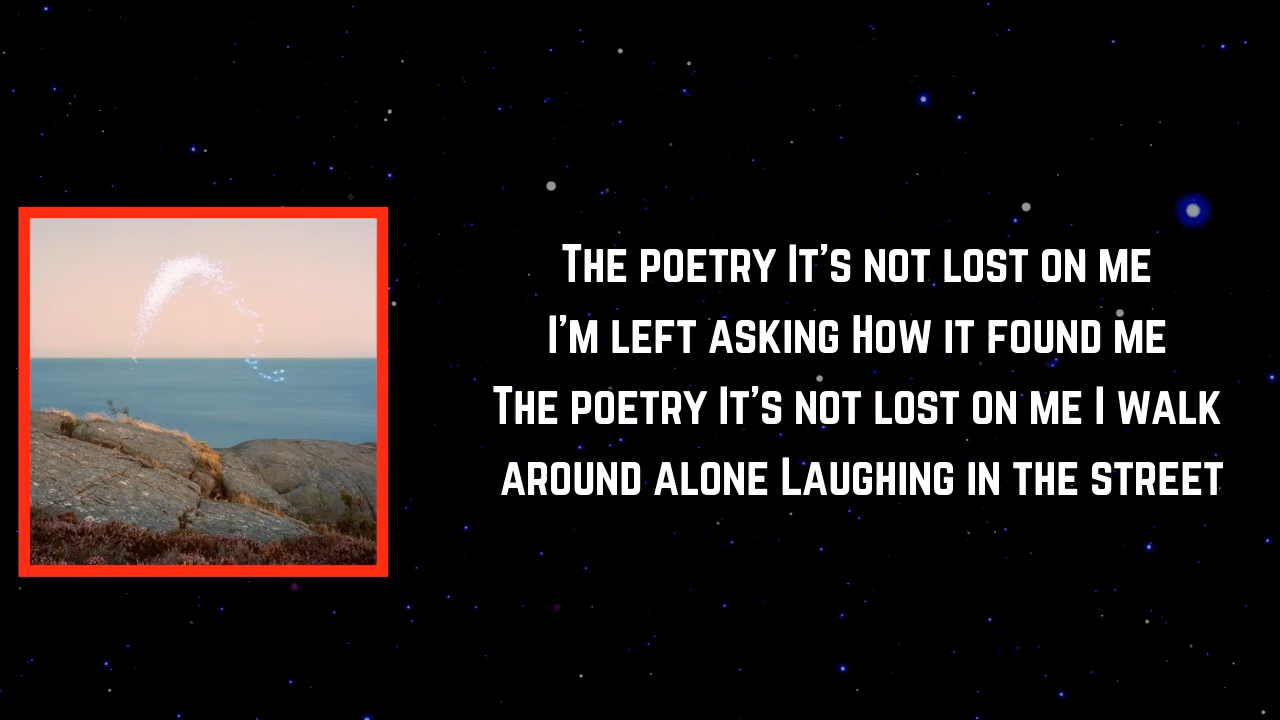 The poetry It's not lost on me
I'm left asking How it found me
The poetry It's not lost on me I walk
around alone Laughing in the street